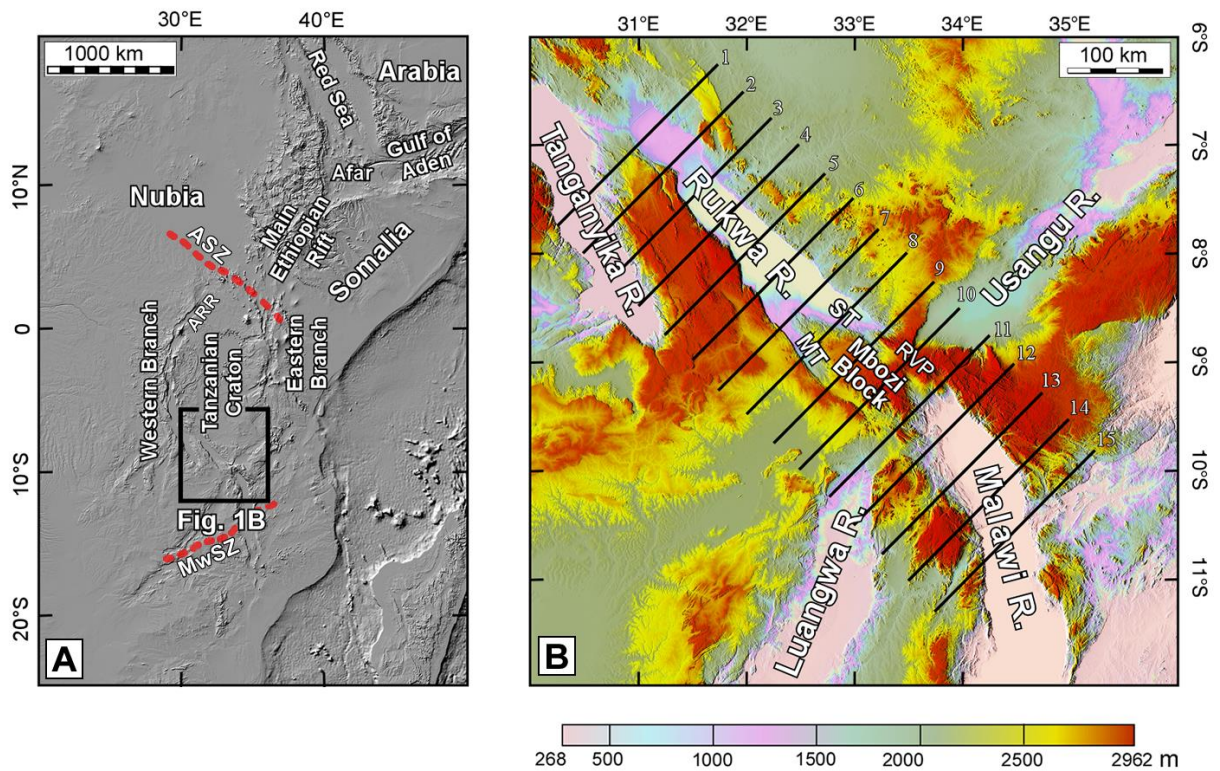 30°E
40°E
1000 km
Red Sea
Arabia
Gulf of
Aden
Afar
10°N
Nubia
Main
Ethiopian
Rift
Somalia
ASZ
ARR
0
Western Branch
Tanzanian
Craton
Eastern
Branch
10°S
Fig. 1B
MwSZ
20°S
A
31°E
32°E
33°E
34°E
35°E
6°S
100 km
1
2
3
4
5
6
7
8
9
10
11
12
13
14
15
7°S
8°S
9°S
10°S
11°S
Tanganyika R.
Rukwa R.
Usangu R.
ST
MT
Mbozi
Block
RVP
Malawi R.
Luangwa R.
B
268
500
1000
1500
2000
2500
2962 m